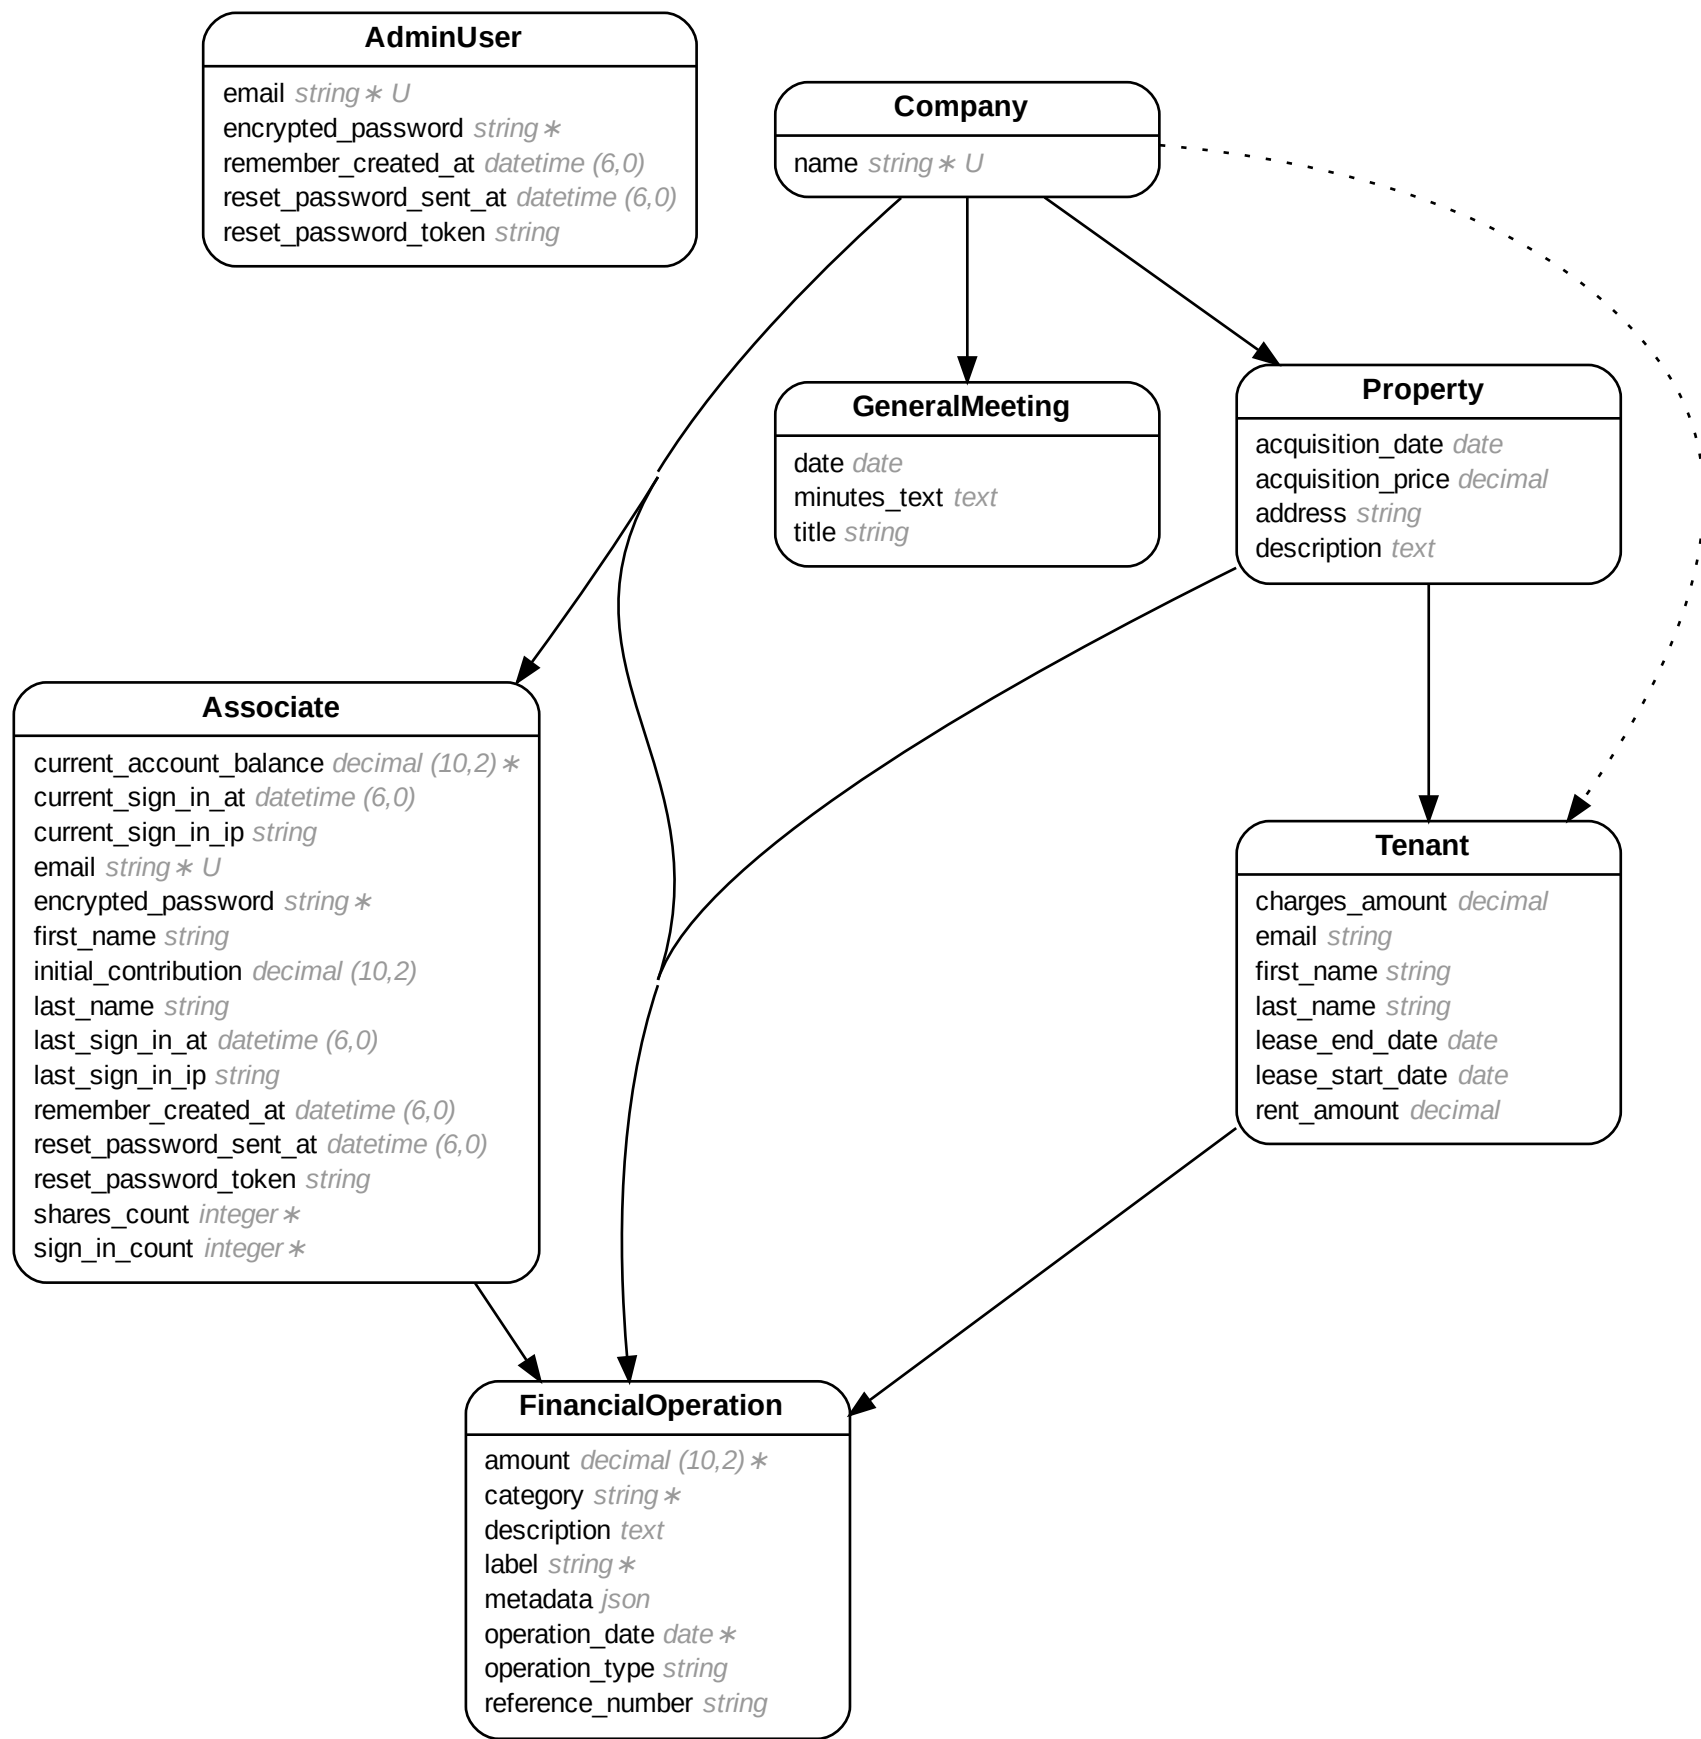 AdminUser
email string∗ U
encrypted_password string∗
remember_created_at datetime (6,0)
reset_password_sent_at datetime (6,0)
reset_password_token string
Company
name string∗ U
GeneralMeeting
date date
minutes_text text
title string
Property
acquisition_date date
acquisition_price decimal
address string
description text
Associate
current_account_balance decimal (10,2)∗
current_sign_in_at datetime (6,0)
current_sign_in_ip string
email string∗ U
encrypted_password string∗
first_name string
initial_contribution decimal (10,2)
last_name string
last_sign_in_at datetime (6,0)
last_sign_in_ip string
remember_created_at datetime (6,0)
reset_password_sent_at datetime (6,0)
reset_password_token string
shares_count integer∗
sign_in_count integer∗
Tenant
charges_amount decimal
email string
first_name string
last_name string
lease_end_date date
lease_start_date date
rent_amount decimal
FinancialOperation
amount decimal (10,2)∗
category string∗
description text
label string∗
metadata json
operation_date date∗
operation_type string
reference_number string